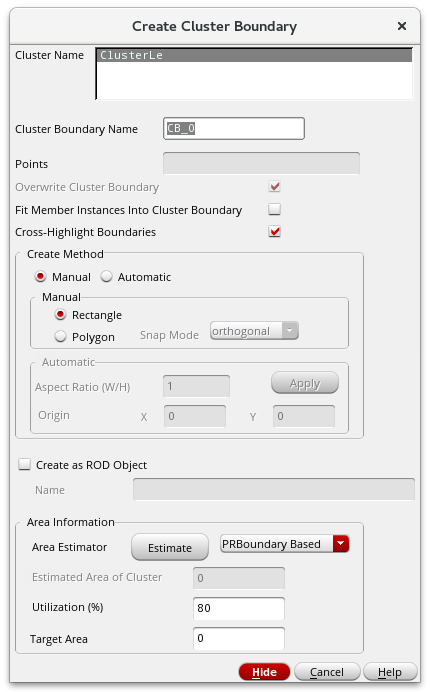 Create Cluster Boundary
Cluster Name ClusterLe
Cluster Boundary Name CB_0
Points
Overwrite Cluster Boundary
Fit Member Instances Into Cluster Boundary
Cross-Highlight Boundaries
Create Method
Manual Automatic
Manual
Rectangle
Polygon Snap Mode orthogonal
Automatic
Aspect Ratio (W/H) 1 Apply
Origin X 0 Y 0
Create as ROD Object
Name
Area Information
Area Estimator Estimate PRBoundary Based
Estimated Area of Cluster 0
Utilization (%) 80
Target Area 0
Hide Cancel Help